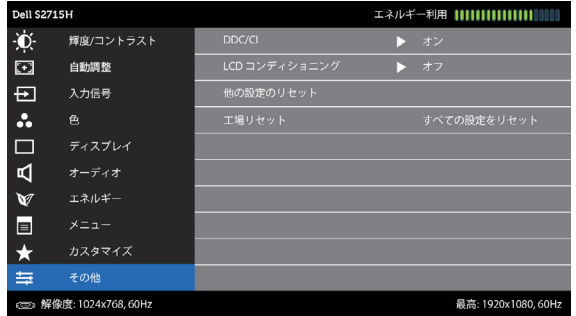 Dell S2715H エネルギー利用
輝度/コントラスト DDC/CI オン
自動調整 LCD コンディショニング オフ
入力信号 他の設定のリセット
色 工場リセット すべての設定をリセット
ディスプレイ
オーディオ
エネルギー
メニュー
カスタマイズ
その他
解像度: 1024x768, 60Hz 最高: 1920x1080, 60Hz